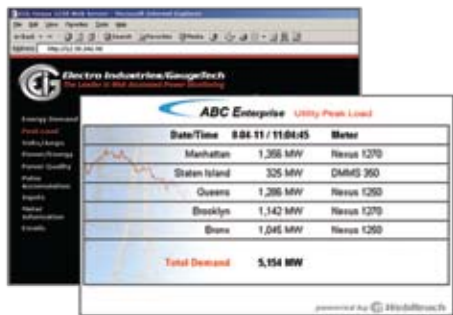 Electro Industries/GaugeTech
The Leader in Web Accessed Power Monitoring
Energy Demand
Peak Load
Volts/Amps
Power/Energy
Power Quality
Pulse
Accumulation
Inputs
Meter
Information
Emails
ABC Enterprise Utility Peak Load
Date/Time 8-04-11 / 11:04:45 Meter
Manhattan 1,356 MW Nexus 1270
Staten Island 325 MW DMMS 350
Queens 1,286 MW Nexus 1250
Brooklyn 1,142 MW Nexus 1270
Bronx 1,045 MW Nexus 1250
Total Demand 5,154 MW
powered by EIG WebReach